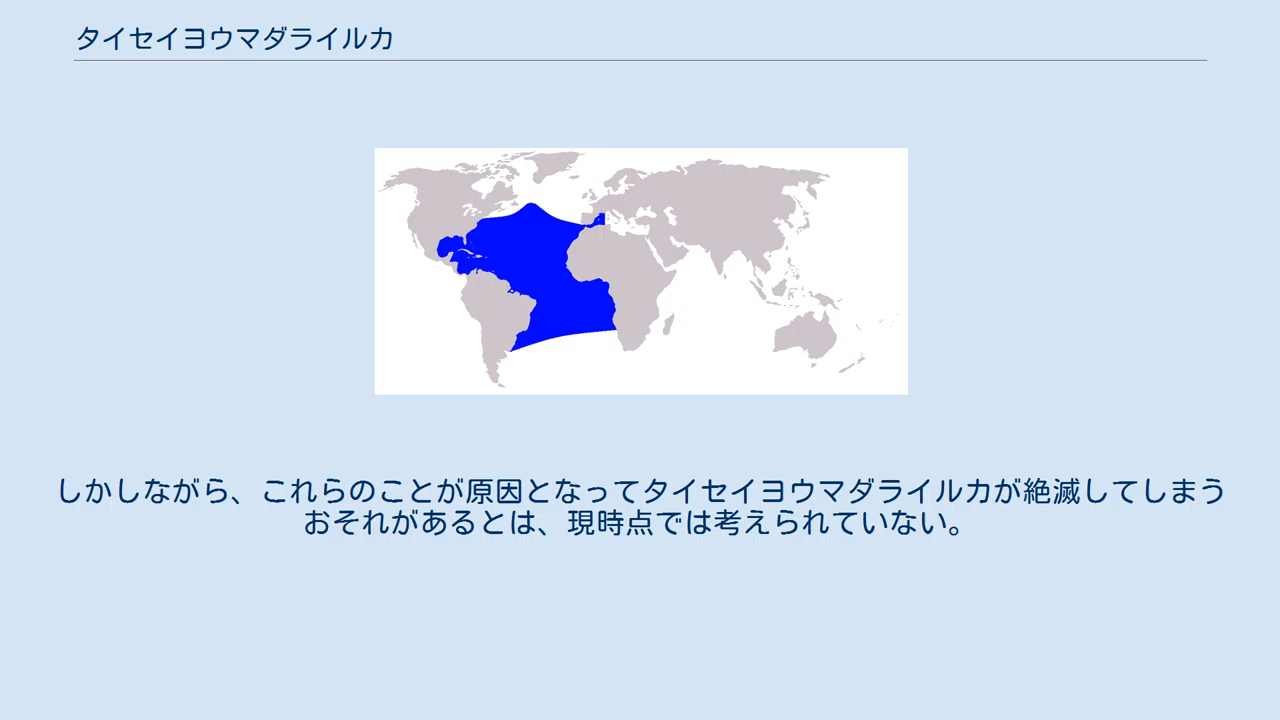 タイセイヨウマダライルカ
しかしながら、これらのことが原因となってタイセイヨウマダライルカが絶滅してしまう
おそれがあるとは、現時点では考えられていない。